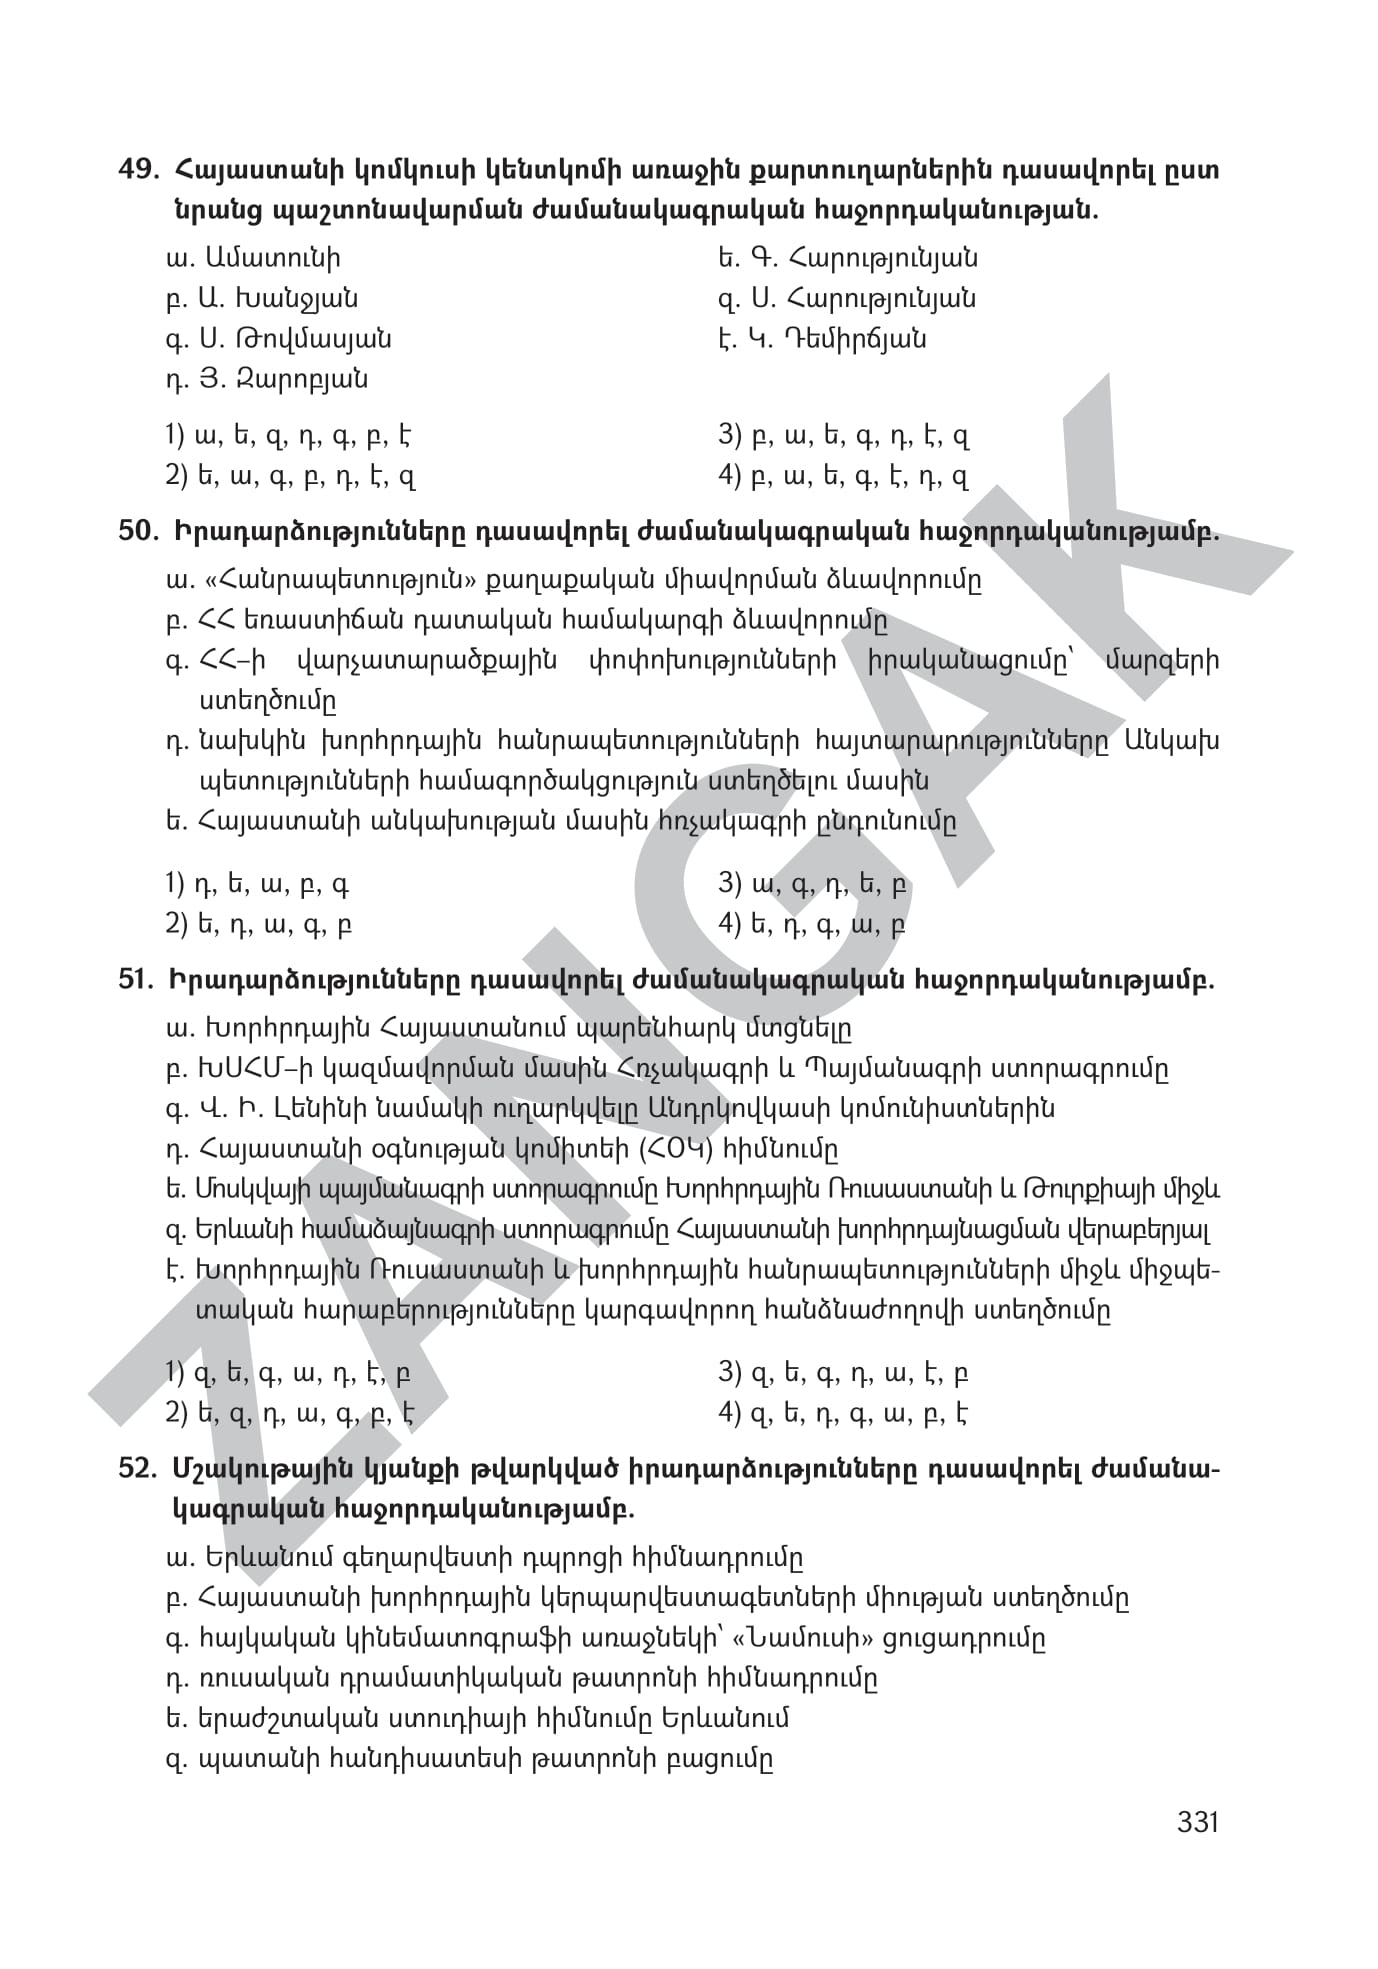 49. Հայաստանի կոմկուսի կենտկոմի առաջին քարտուղարներին դասավորել ըստ
նրանց պաշտոնավարման ժամանակագրական հաջորդականության.
ա. Ամատունի
բ. Ա. Խանջյան
գ. Ս. Թովմասյան
դ. Յ. Զարոբյան
ե. Գ. Հարությունյան
զ. Ս. Հարությունյան
է. Կ. Դեմիրճյան
1) ա, ե, զ, դ, գ, բ, է
2) ե, ա, գ, բ, դ, է, զ
3) բ, ա, ե, գ, դ, է, զ
4) բ, ա, ե, գ, է, դ, զ
50. Իրադարձությունները դասավորել ժամանակագրական հաջորդականությամբ.
ա. «Հանրապետություն» քաղաքական միավորման ձևավորումը
բ. ՀՀ եռաստիճան դատական համակարգի ձևավորումը
գ. ՀՀ–ի վարչատարածքային փոփոխությունների իրականացումը՝ մարզերի
ստեղծումը
դ. նախկին խորհրդային հանրապետությունների հայտարարությունները Անկախ
պետությունների համագործակցություն ստեղծելու մասին
ե. Հայաստանի անկախության մասին հռչակագրի ընդունումը
1) դ, ե, ա, բ, գ
2) ե, դ, ա, գ, բ
3) ա, գ, դ, ե, բ
4) ե, դ, գ, ա, բ
51. Իրադարձությունները դասավորել ժամանակագրական հաջորդականությամբ.
ա. Խորհրդային Հայաստանում պարենհարկ մտցնելը
բ. ԽՍՀՄ–ի կազմավորման մասին Հռչակագրի և Պայմանագրի ստորագրումը
գ. Վ. Ի. Լենինի նամակի ուղարկվելը Անդրկովկասի կոմունիստներին
դ. Հայաստանի օգնության կոմիտեի (ՀՕԿ) հիմնումը
ե. Մոսկվայի պայմանագրի ստորագրումը Խորհրդային Ռուսաստանի և Թուրքիայի միջև
զ. Երևանի համաձայնագրի ստորագրումը Հայաստանի խորհրդայնացման վերաբերյալ
է. Խորհրդային Ռուսաստանի և խորհրդային հանրապետությունների միջև միջպե-
տական հարաբերությունները կարգավորող հանձնաժողովի ստեղծումը
1) զ, ե, գ, ա, դ, է, բ
2) ե, զ, դ, ա, գ, բ, է
3) զ, ե, գ, դ, ա, է, բ
4) զ, ե, դ, գ, ա, բ, է
52. Մշակութային կյանքի թվարկված իրադարձությունները դասավորել ժամանա-
կագրական հաջորդականությամբ.
ա. Երևանում գեղարվեստի դպրոցի հիմնադրումը
բ. Հայաստանի խորհրդային կերպարվեստագետների միության ստեղծումը
գ. հայկական կինեմատոգրաֆի առաջնեկի՝ «Նամուսի» ցուցադրումը
դ. ռուսական դրամատիկական թատրոնի հիմնադրումը
ե. երաժշտական ստուդիայի հիմնումը Երևանում
զ. պատանի հանդիսատեսի թատրոնի բացումը
331
ZANGAK